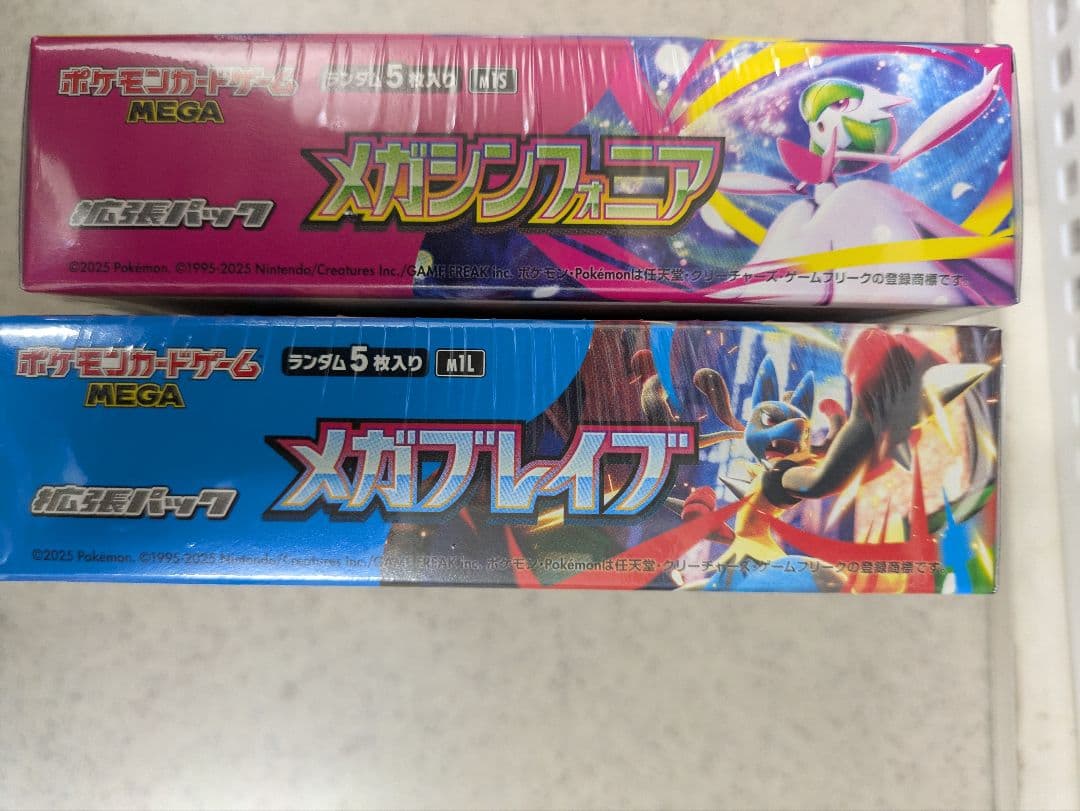 ポケモンカードゲーム
MEGA
ランダム5枚入り M1S
メガシンフォニア
拡張パック
©2025 Pokémon. ©1995-2025 Nintendo/Creatures Inc./GAME FREAK inc. ポケモン・Pokémonは任天堂・クリーチャーズ・ゲームフリークの登録商標です。
ポケモンカードゲーム
MEGA
ランダム5枚入り M1L
メガブレイブ
拡張パック
©2025 Pokémon. ©1995-2025 Nintendo/Creatures Inc./GAME FREAK inc. ポケモン・Pokémonは任天堂・クリーチャーズ・ゲームフリークの登録商標です。